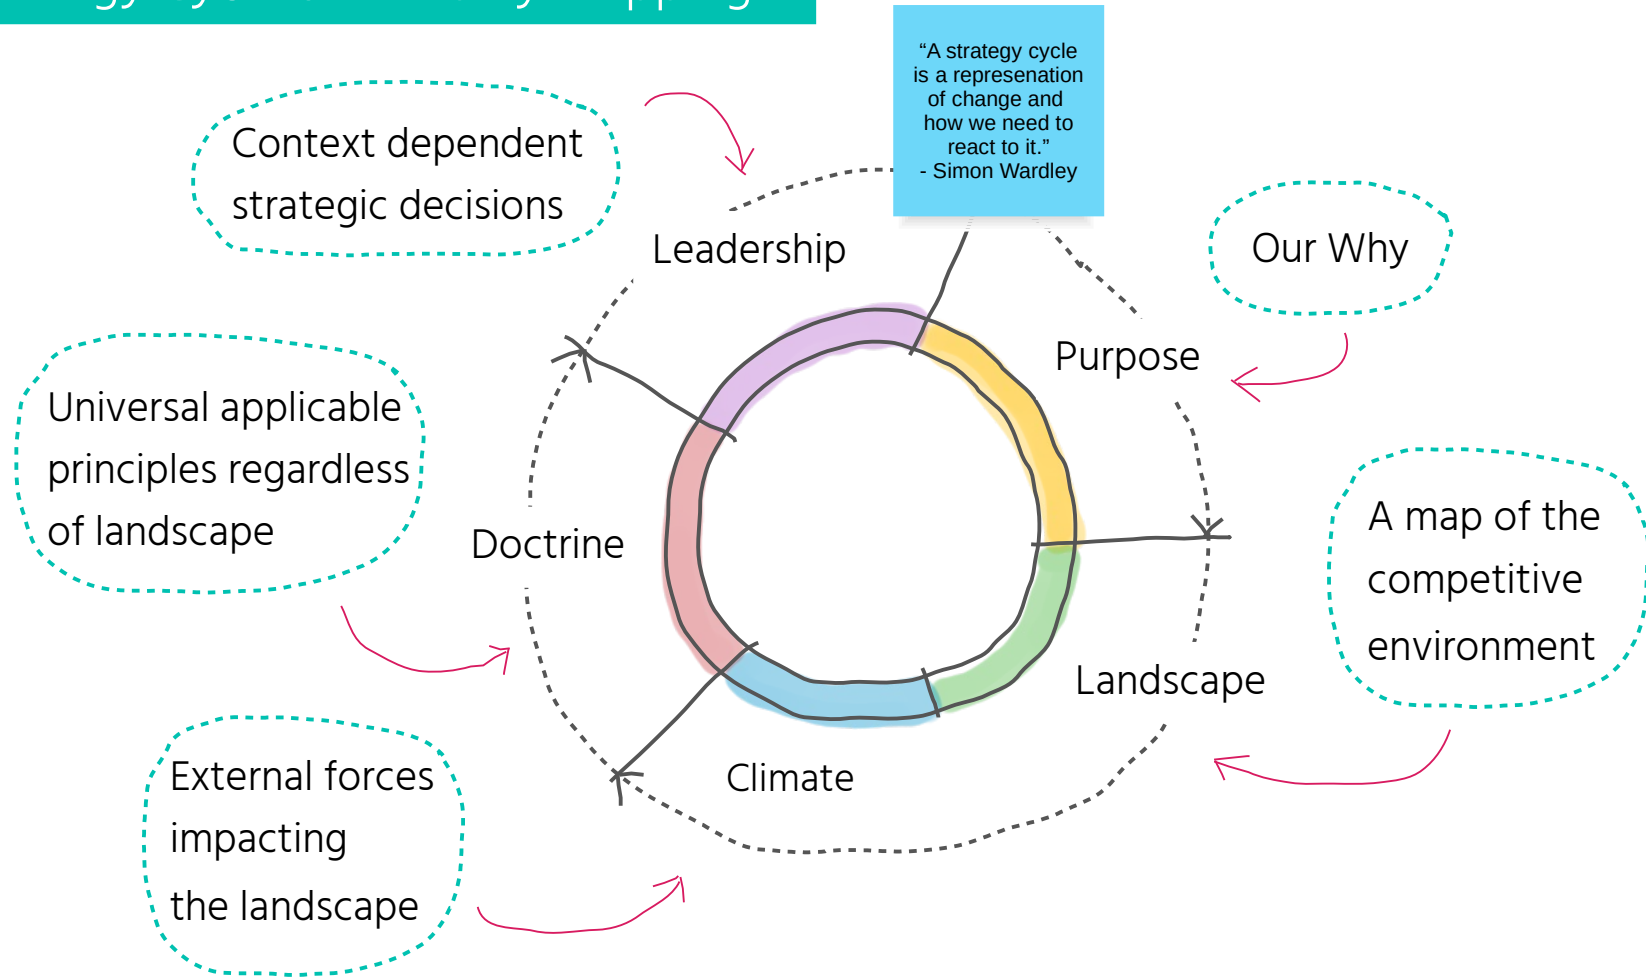 “A strategy cycle
is a represenation
of change and
how we need to
react to it.”
- Simon Wardley
Context dependent
strategic decisions
Leadership
Our Why
Purpose
Universal applicable
principles regardless
of landscape
Doctrine
A map of the
competitive
environment
Landscape
External forces
impacting
the landscape
Climate